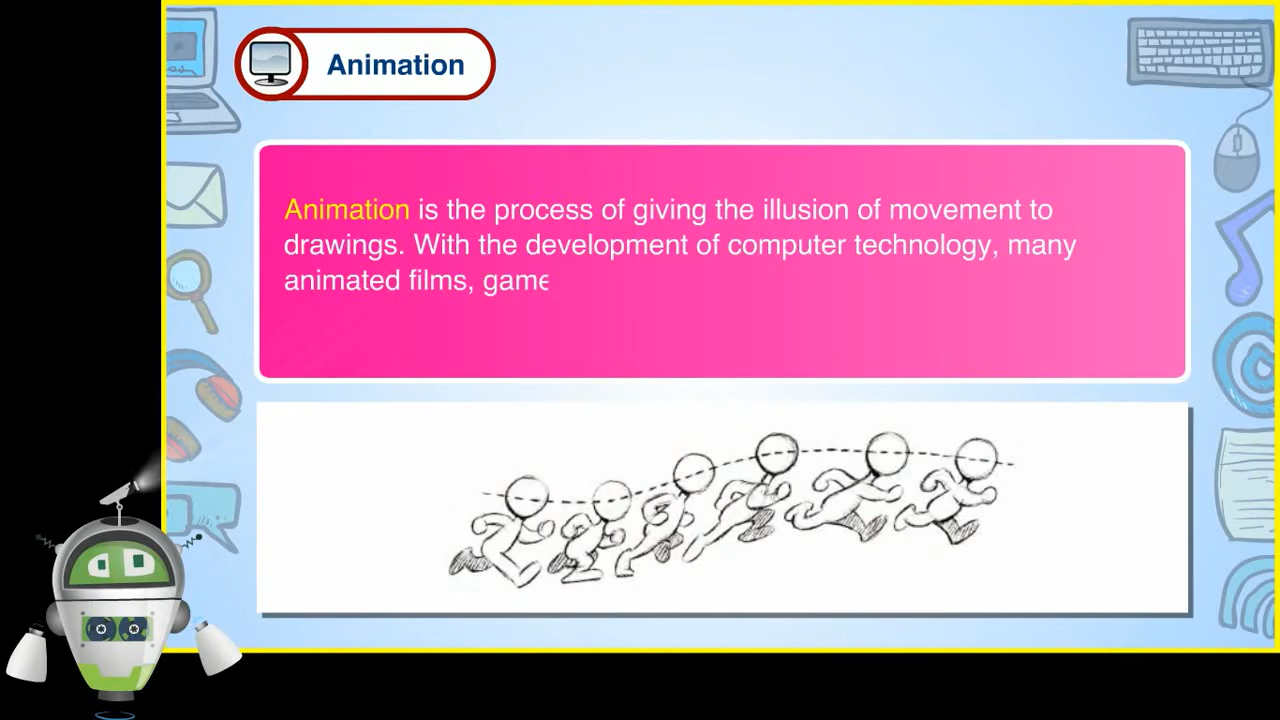 Animation
Animation is the process of giving the illusion of movement to
drawings. With the development of computer technology, many
animated films, game